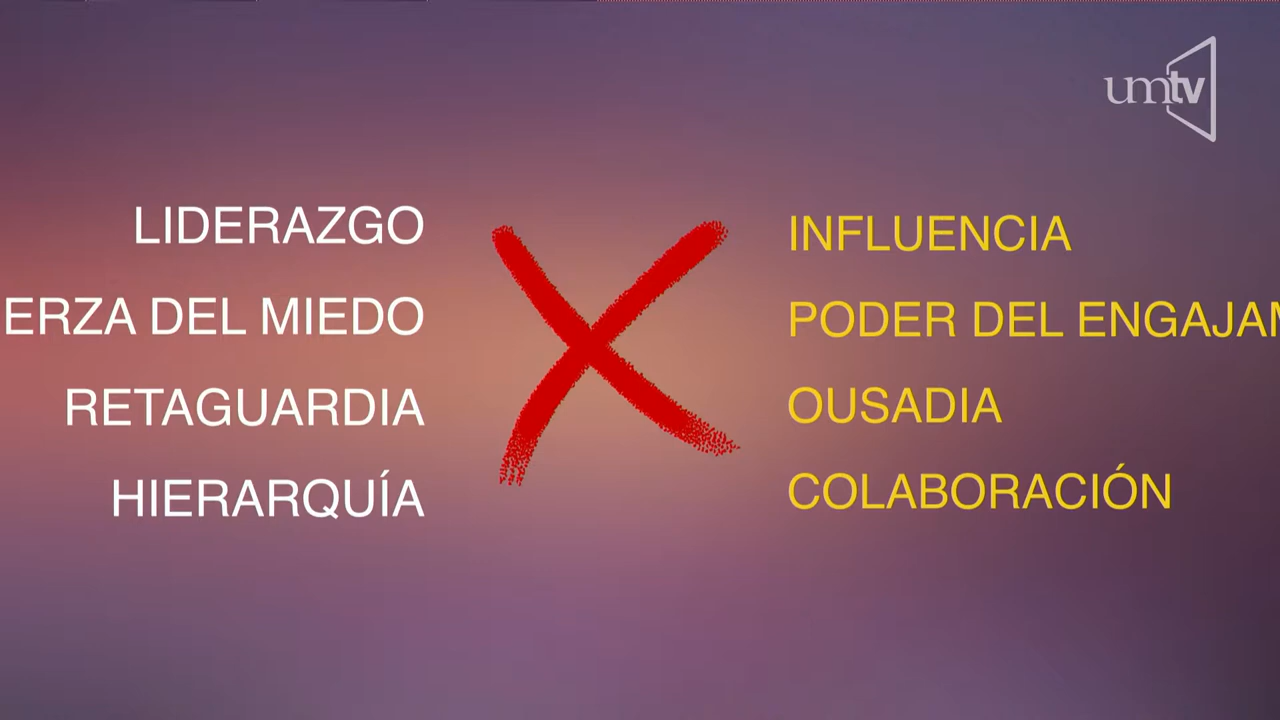 umtv
LIDERAZGO
ERZA DEL MIEDO
RETAGUARDIA
HIERARQUÍA
INFLUENCIA
PODER DEL ENGAJAM
OUSADIA
COLABORACIÓN